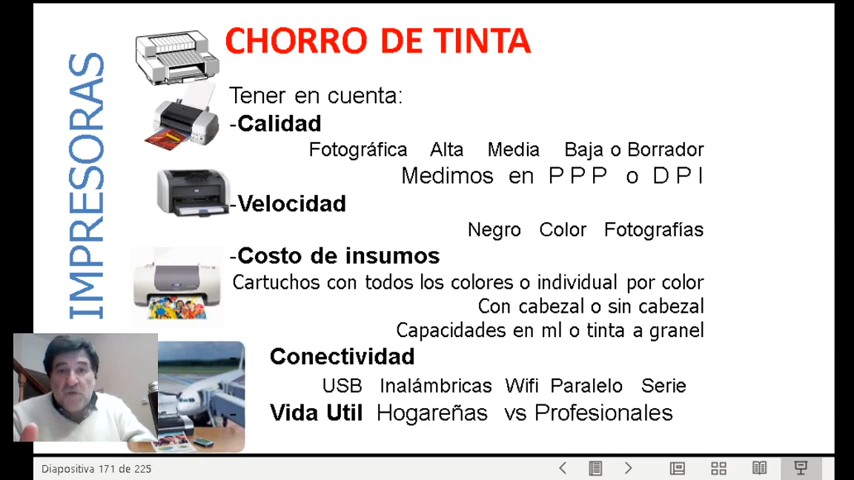 IMPRESORAS
CHORRO DE TINTA
Tener en cuenta:
-Calidad
Fotográfica Alta Media Baja o Borrador
Medimos en P P P o D P I
-Velocidad
Negro Color Fotografías
-Costo de insumos
Cartuchos con todos los colores o individual por color
Con cabezal o sin cabezal
Capacidades en ml o tinta a granel
Conectividad
USB Inalámbricas Wifi Paralelo Serie
Vida Util Hogareñas vs Profesionales
Diapositiva 171 de 225